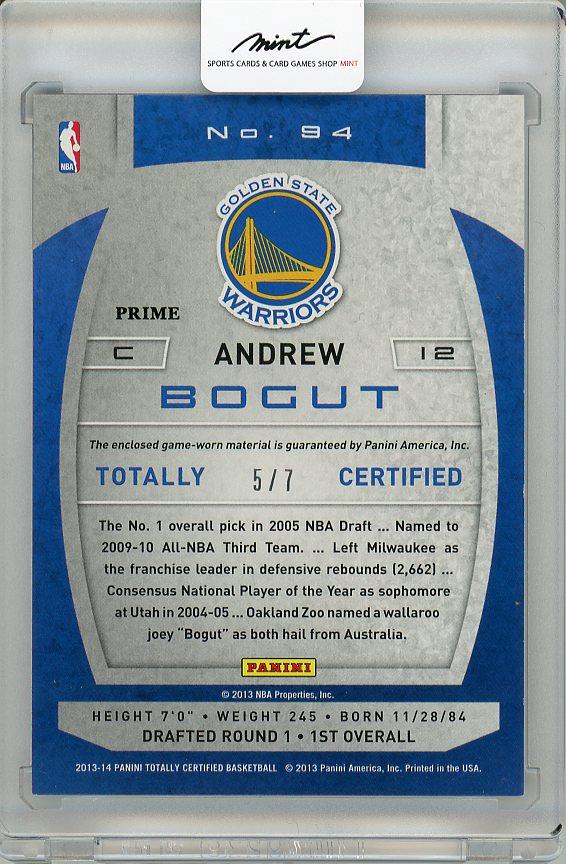 mint
SPORTS CARDS & CARD GAMES SHOP MINT
No. 94
NBA
GOLDEN STATE
WARRIORS
PRIME
C
ANDREW
12
BOGUT
The enclosed game-worn material is guaranteed by Panini America, Inc.
TOTALLY 5/7 CERTIFIED
The No. 1 overall pick in 2005 NBA Draft ... Named to
2009-10 All-NBA Third Team. ... Left Milwaukee as
the franchise leader in defensive rebounds (2,662) ...
Consensus National Player of the Year as sophomore
at Utah in 2004-05 ... Oakland Zoo named a wallaroo
joey “Bogut” as both hail from Australia.
PANINI
© 2013 NBA Properties, Inc.
HEIGHT 7'0" • WEIGHT 245 • BORN 11/28/84
DRAFTED ROUND 1 • 1ST OVERALL
2013-14 PANINI TOTALLY CERTIFIED BASKETBALL © 2013 Panini America, Inc. Printed in the USA.